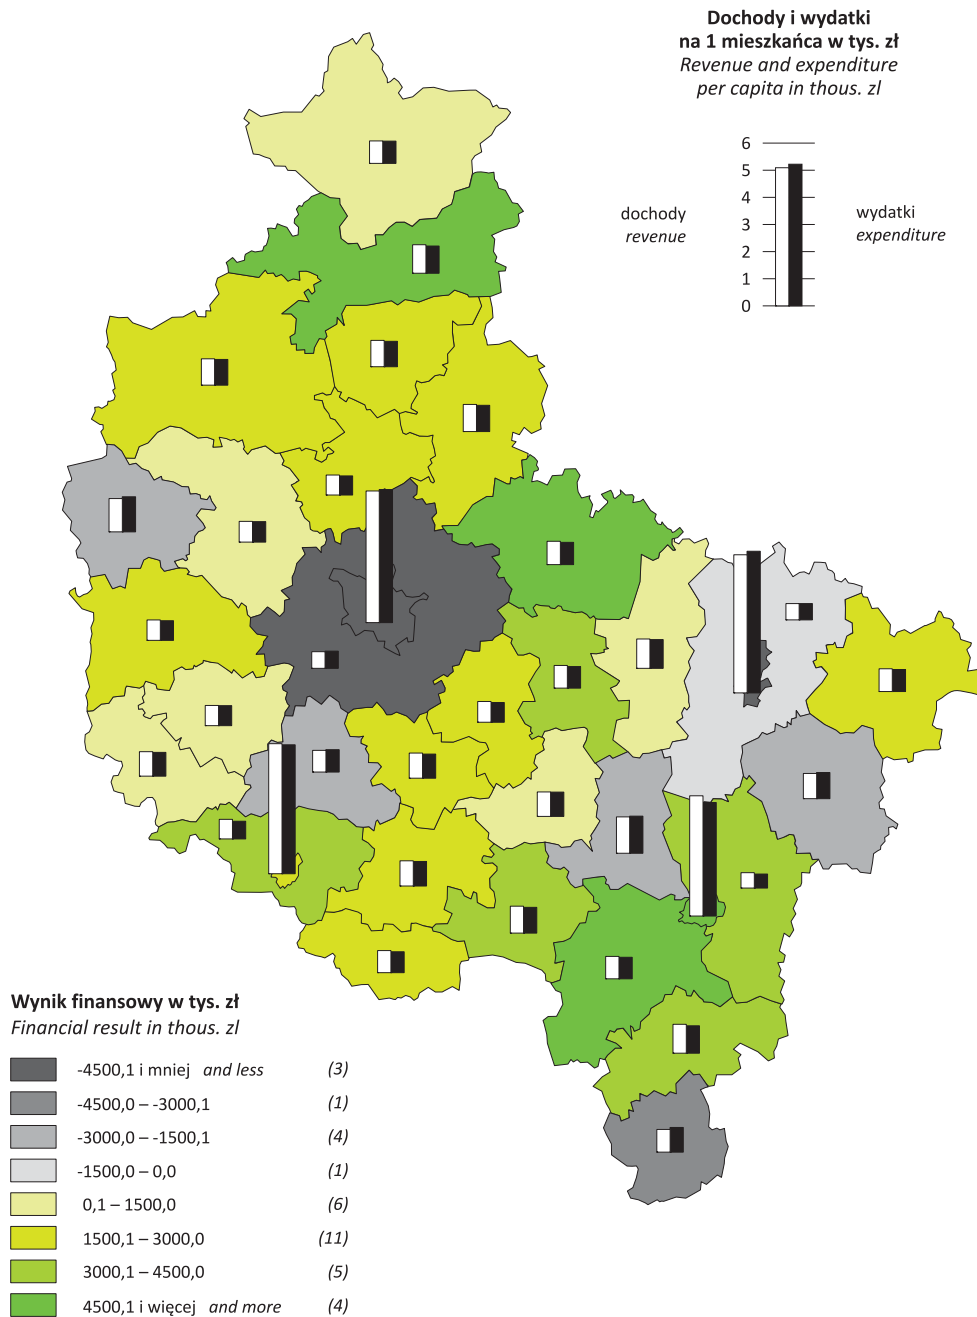 Dochody i wydatki
na 1 mieszkańca w tys. zł
Revenue and expenditure
per capita in thous. zl
6
5
4
3
2
1
0
dochody
revenue
wydatki
expenditure
Wynik finansowy w tys. zł
Financial result in thous. zl
-4500,1 i mniej and less (3)
-4500,0 – -3000,1 (1)
-3000,0 – -1500,1 (4)
-1500,0 – 0,0 (1)
0,1 – 1500,0 (6)
1500,1 – 3000,0 (11)
3000,1 – 4500,0 (5)
4500,1 i więcej and more (4)